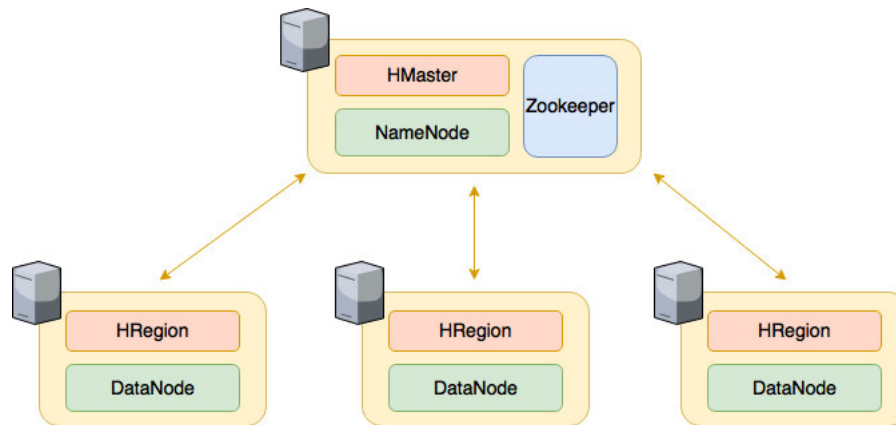 HMaster
Zookeeper
NameNode
HRegion
HRegion
HRegion
DataNode
DataNode
DataNode